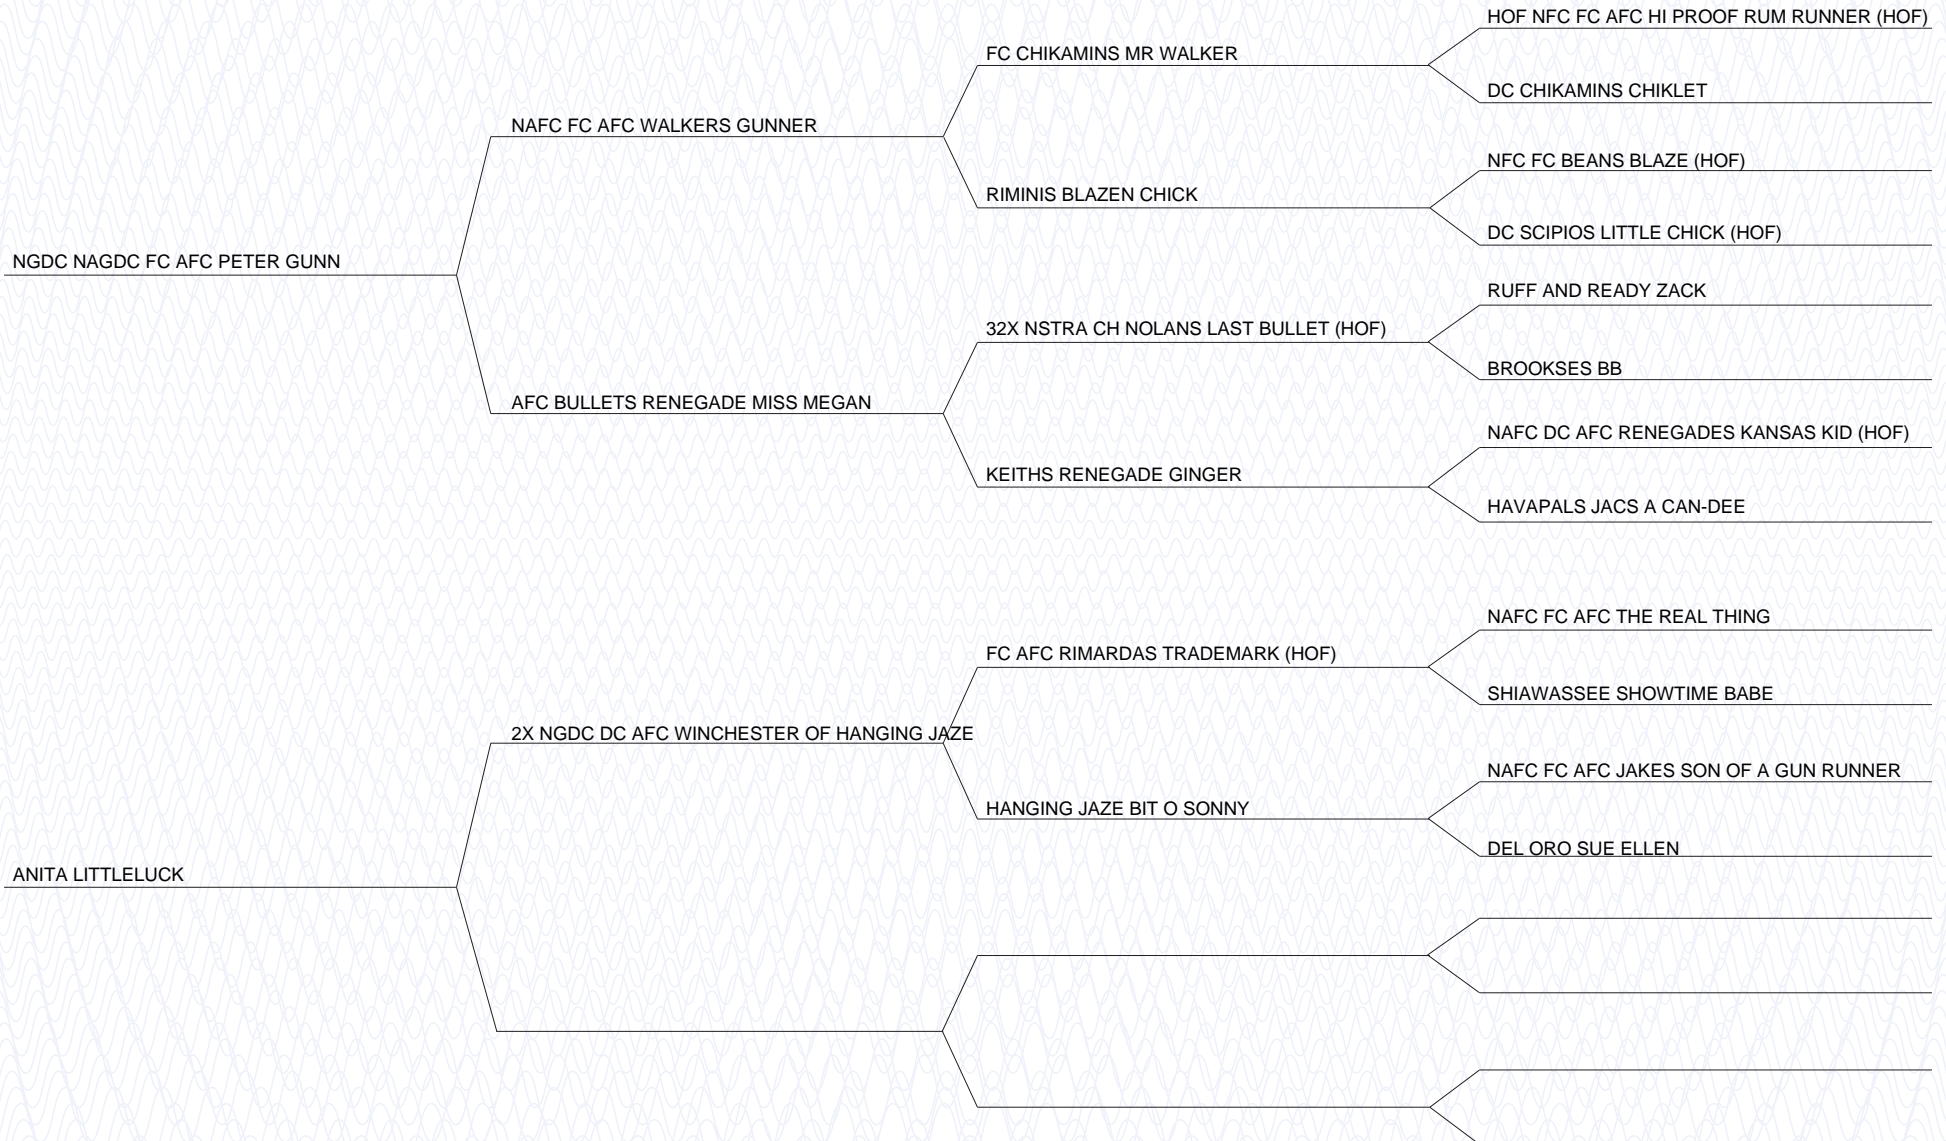 HOF NFC FC AFC HI PROOF RUM RUNNER (HOF)
FC CHIKAMINS MR WALKER
DC CHIKAMINS CHIKLET
NAFC FC AFC WALKERS GUNNER
NFC FC BEANS BLAZE (HOF)
RIMINIS BLAZEN CHICK
DC SCIPIOS LITTLE CHICK (HOF)
NGDC NAGDC FC AFC PETER GUNN
RUFF AND READY ZACK
32X NSTRA CH NOLANS LAST BULLET (HOF)
BROOKSES BB
AFC BULLETS RENEGADE MISS MEGAN
NAFC DC AFC RENEGADES KANSAS KID (HOF)
KEITHS RENEGADE GINGER
HAVAPALS JACS A CAN-DEE
NAFC FC AFC THE REAL THING
FC AFC RIMARDAS TRADEMARK (HOF)
SHIAWASSEE SHOWTIME BABE
2X NGDC DC AFC WINCHESTER OF HANGING JAZE
NAFC FC AFC JAKES SON OF A GUN RUNNER
HANGING JAZE BIT O SONNY
DEL ORO SUE ELLEN
ANITA LITTLELUCK